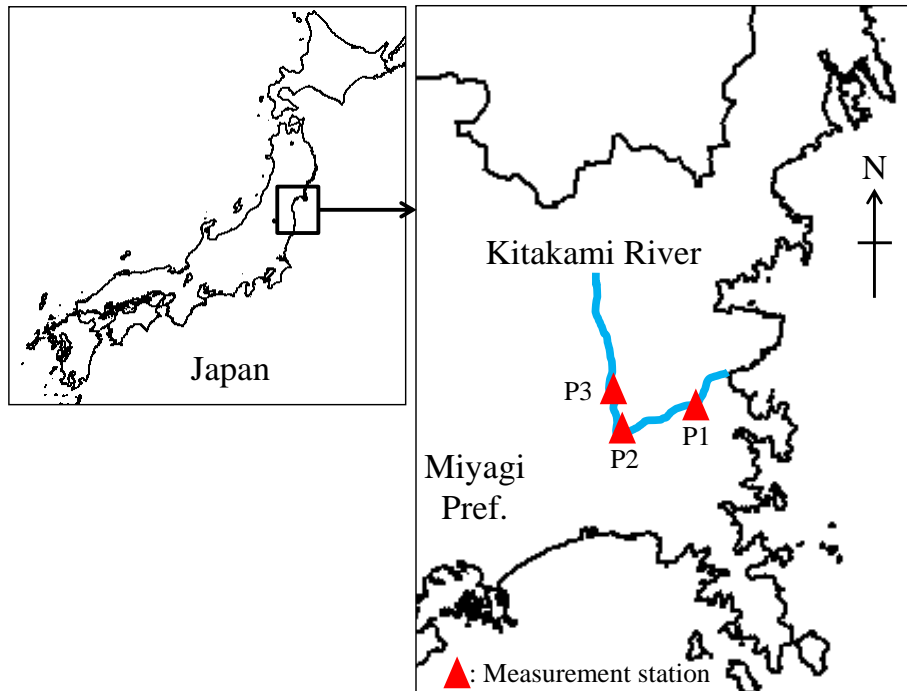 Japan
N
Kitakami River
P3
P1
P2
Miyagi
Pref.
: Measurement station